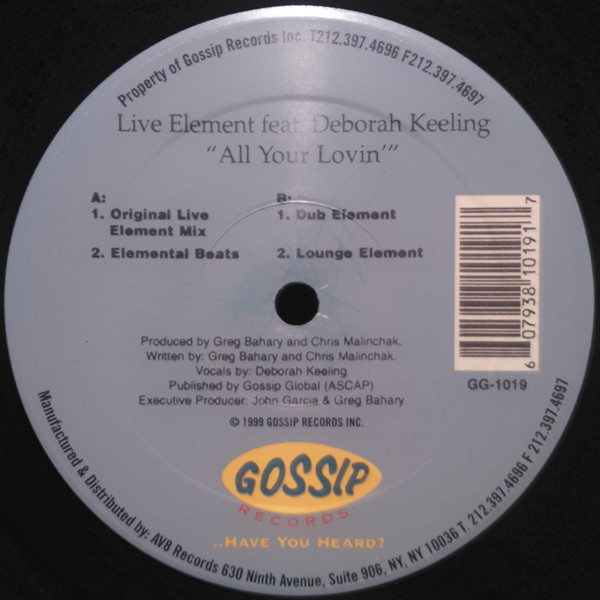 Property of Gossip Records Inc. T212.397.4696 F212.397.4697
Live Element feat. Deborah Keeling
"All Your Lovin'"
A:
1. Original Live
Element Mix
2. Elemental Beats
B:
1. Dub Element
2. Lounge Element
6 07938 10191 7
GG-1019
Produced by Greg Bahary and Chris Malinchak.
Written by: Greg Bahary and Chris Malinchak.
Vocals by: Deborah Keeling
Published by Gossip Global (ASCAP)
Executive Producer: John Garcia & Greg Bahary
© 1999 GOSSIP RECORDS INC.
GOSSIP
RECORDS
..HAVE YOU HEARD?
Manufactured & Distributed by: AV8 Records 630 Ninth Avenue, Suite 906, NY, NY 10036 T. 212.397.4696 F 212.397.4697